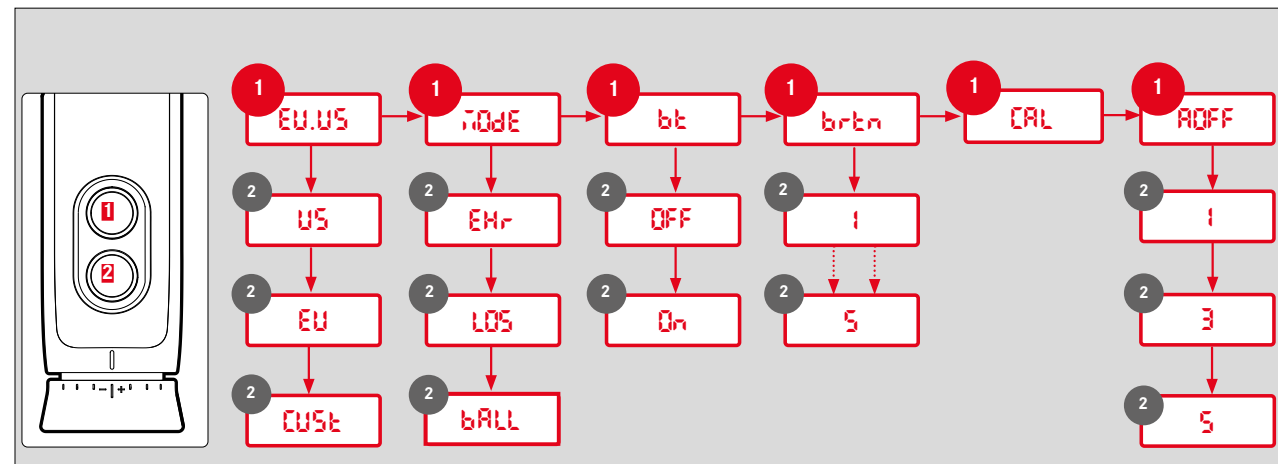 1 1 1 1 1 1
EU.US MODE bt brtn CAL AOFF
2 2 2 2 2
1 US EHr OFF 1 1
2 2 2 2 2 2
EU LOS On 5 3
- +
2 2 2
CUSt bALL 5